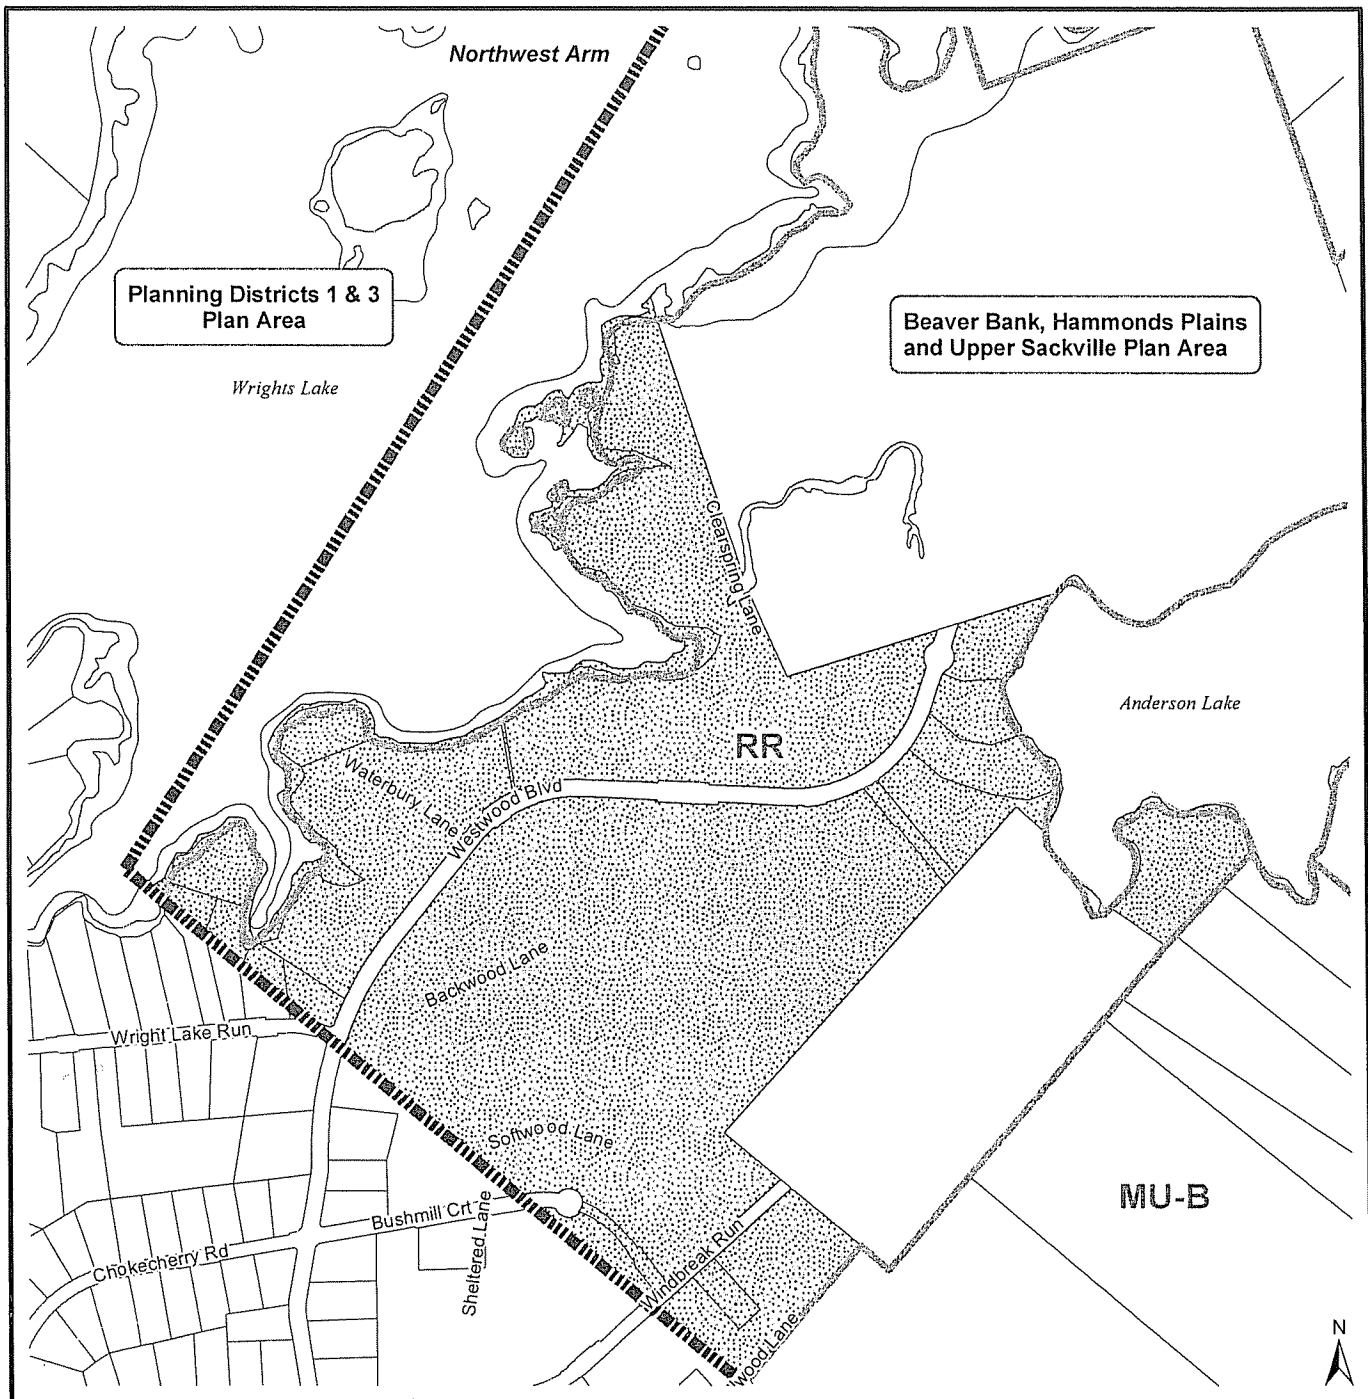 Northwest Arm
Planning Districts 1 & 3
Plan Area
Beaver Bank, Hammonds Plains
and Upper Sackville Plan Area
Wrights Lake
Clearspring Lane
Anderson Lake
RR
Waterbury Lane
Westwood Blvd
Backwood Lane
Wright Lake Run
Softwood Lane
MU-B
Bushmill Crt
Sheltered Lane
Windbreak Run
Chokecherry Rd
Lane
N